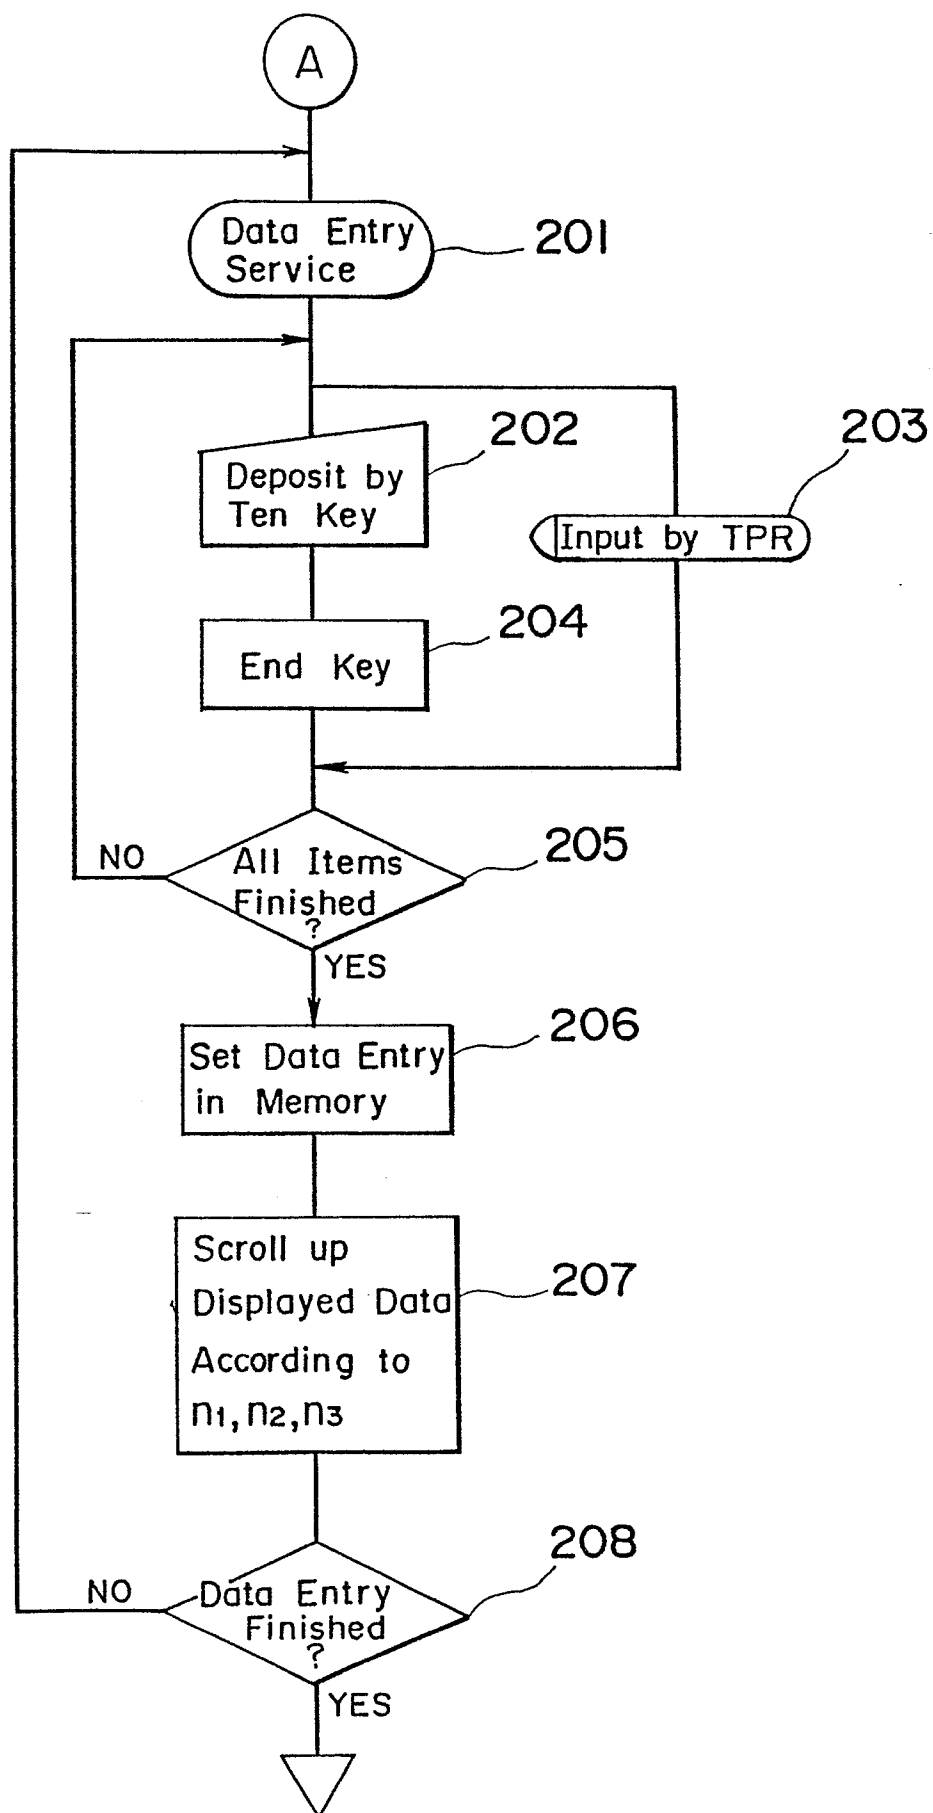 A
Data Entry
Service
201
202
Deposit by
Ten Key
203
Input by TPR
204
End Key
205
NO
All Items
Finished
?
YES
206
Set Data Entry
in Memory
207
Scroll up
Displayed Data
According to
n1, n2, n3
208
NO
Data Entry
Finished
?
YES